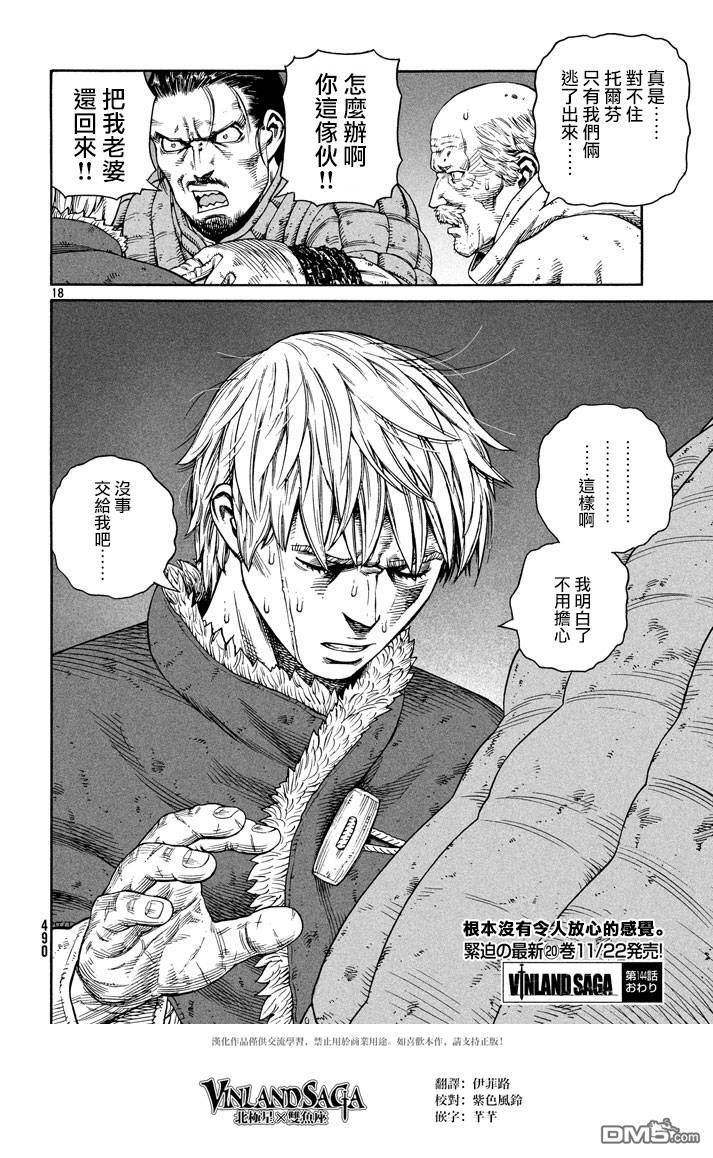 真是……
對不住
托爾芬
只有我們倆
逃了出來……
怎麼辦啊
你這傢伙!!
把我老婆
還回來!!
18
………
……………
……這樣啊
我明白了
不用擔心
沒事
交給我吧……
490
根本沒有令人放心的感覺。
緊迫の最新⑳巻11/22発売!
VINLAND SAGA
第144話
おわり
漢化作品僅供交流學習，禁止用於商業用途。如喜歡本作，請支持正版!
VINLAND SAGA
北極星×雙魚座
翻譯：伊菲路
校對：紫色風鈴
嵌字：芊芊
DM5.com